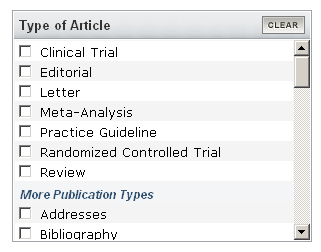 Type of Article CLEAR
Clinical Trial
Editorial
Letter
Meta-Analysis
Practice Guideline
Randomized Controlled Trial
Review
More Publication Types
Addresses
Bibliography